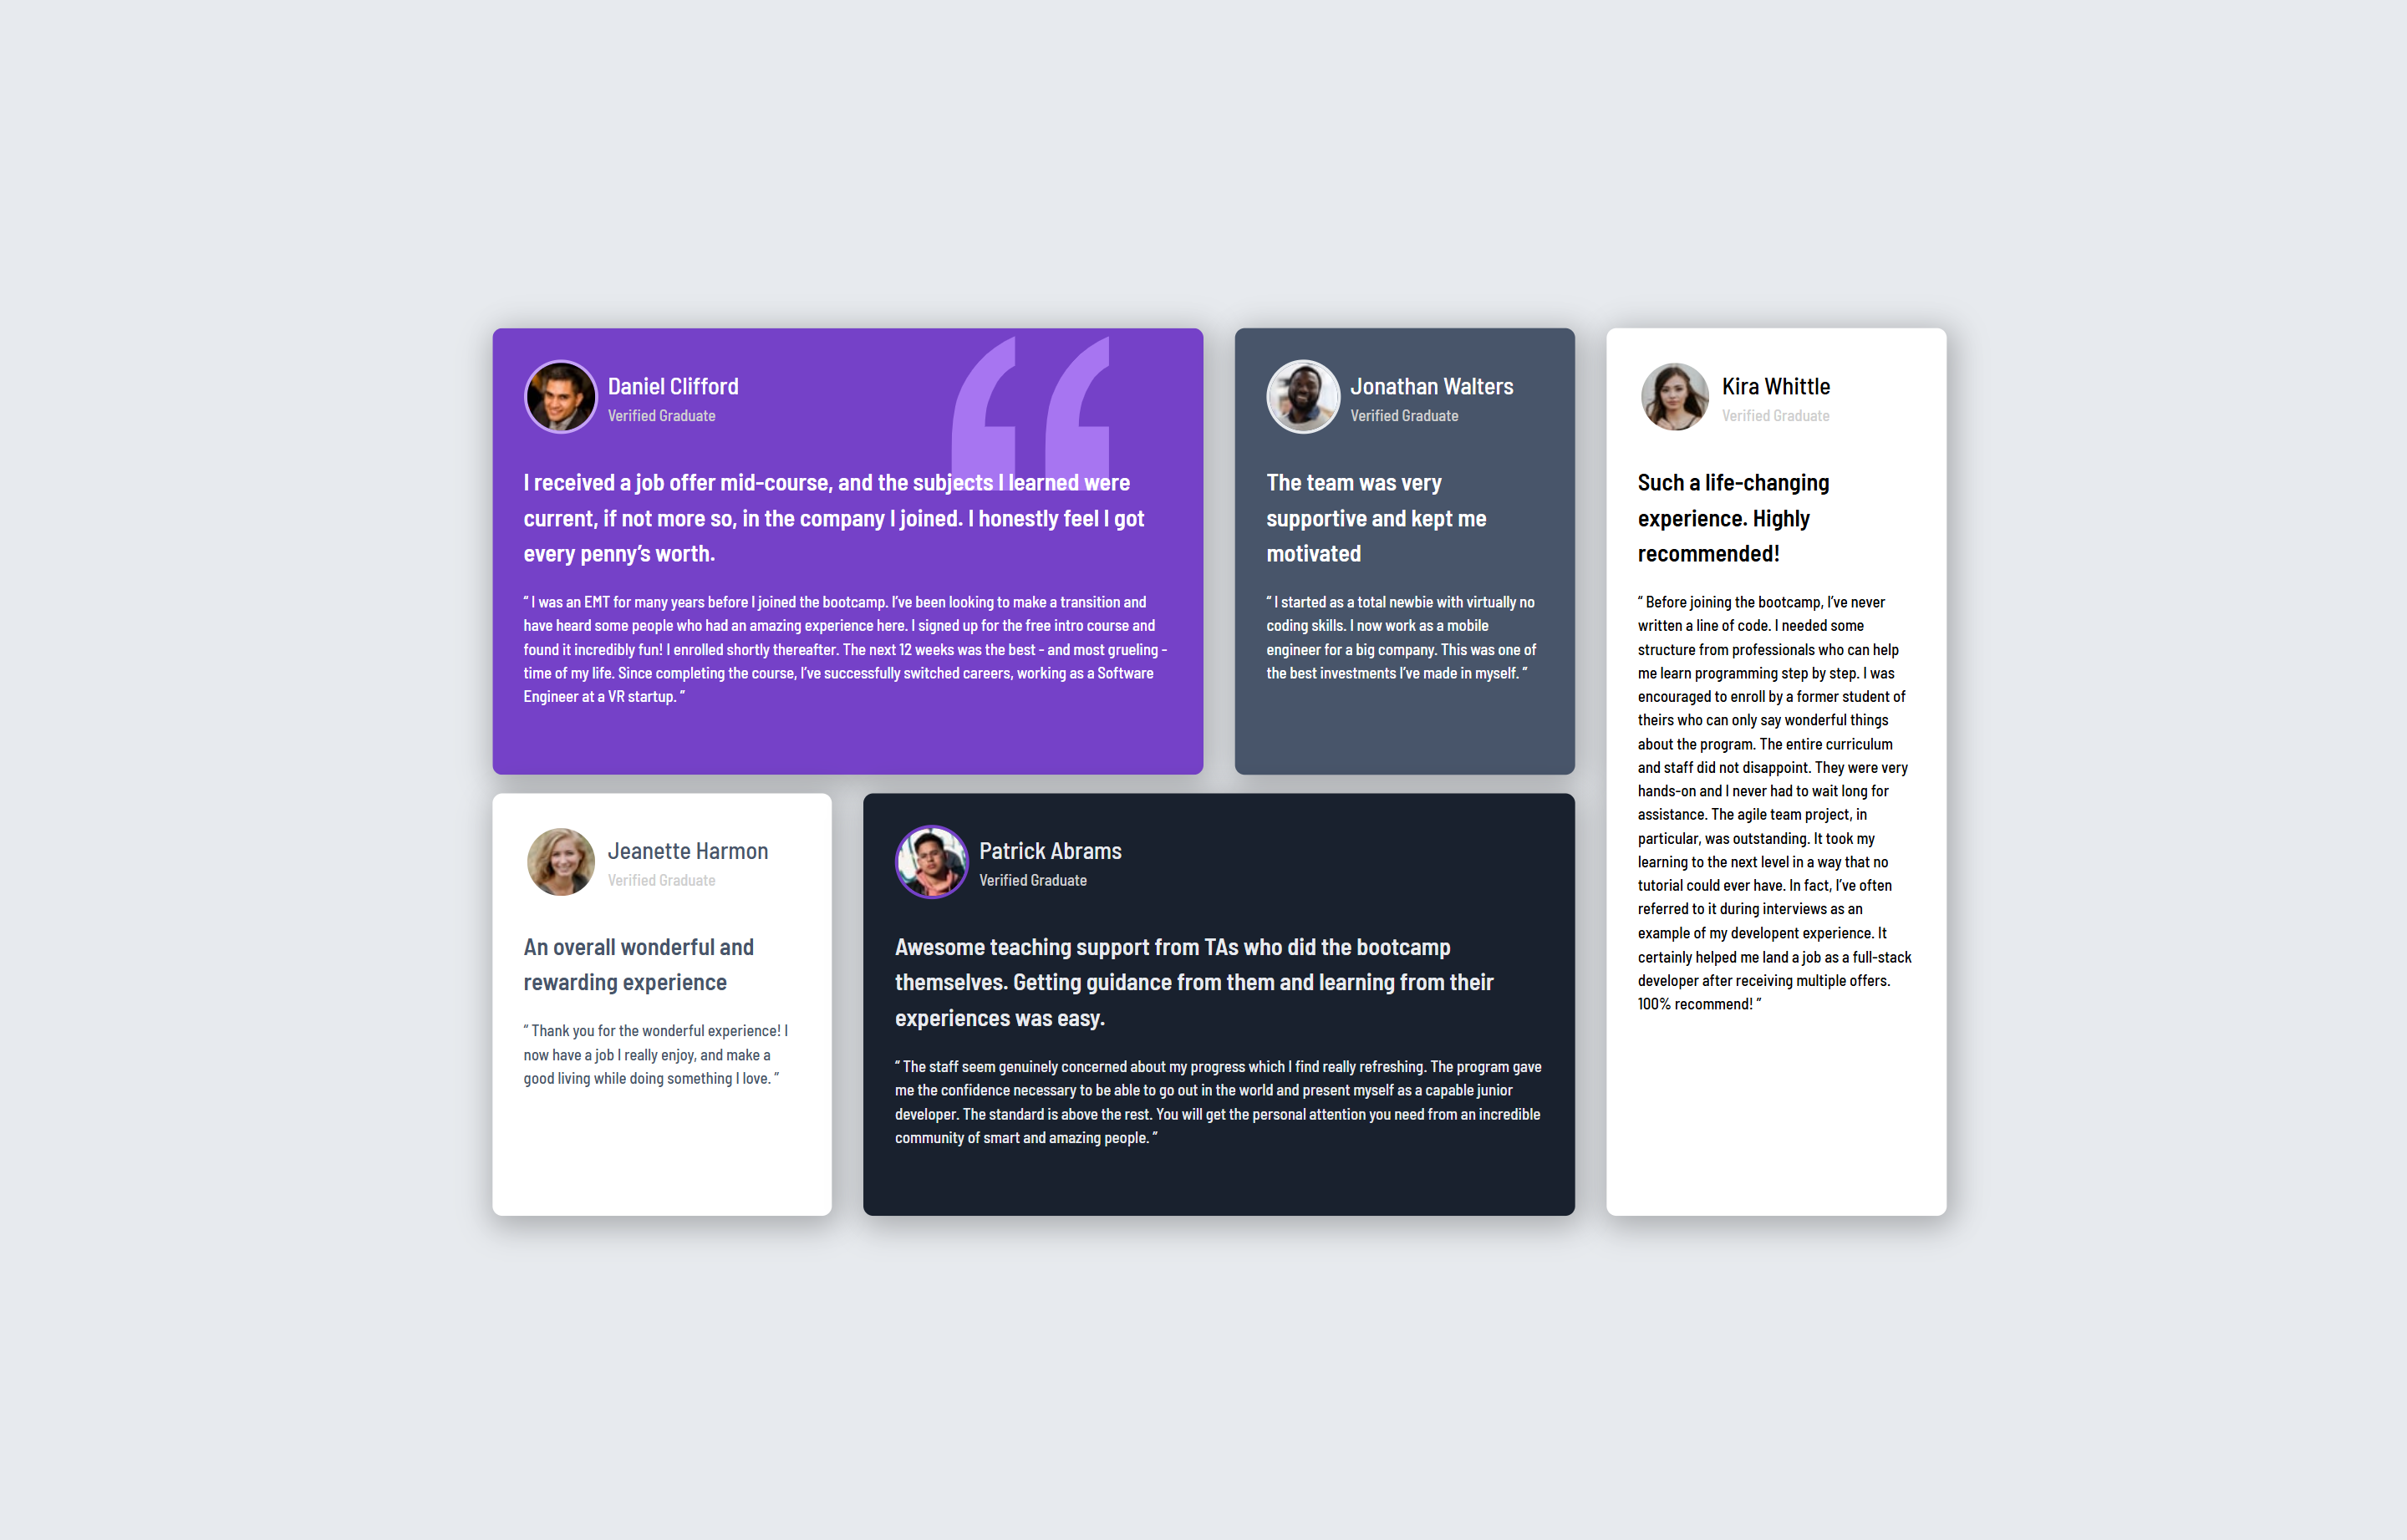 Daniel Clifford
Verified Graduate
I received a job offer mid-course, and the subjects I learned were
current, if not more so, in the company I joined. I honestly feel I got
every penny’s worth.
“ I was an EMT for many years before I joined the bootcamp. I’ve been looking to make a transition and
have heard some people who had an amazing experience here. I signed up for the free intro course and
found it incredibly fun! I enrolled shortly thereafter. The next 12 weeks was the best - and most grueling -
time of my life. Since completing the course, I’ve successfully switched careers, working as a Software
Engineer at a VR startup. ”
Jonathan Walters
Verified Graduate
The team was very
supportive and kept me
motivated
“ I started as a total newbie with virtually no
coding skills. I now work as a mobile
engineer for a big company. This was one of
the best investments I’ve made in myself. ”
Kira Whittle
Verified Graduate
Such a life-changing
experience. Highly
recommended!
“ Before joining the bootcamp, I’ve never
written a line of code. I needed some
structure from professionals who can help
me learn programming step by step. I was
encouraged to enroll by a former student of
theirs who can only say wonderful things
about the program. The entire curriculum
and staff did not disappoint. They were very
hands-on and I never had to wait long for
assistance. The agile team project, in
particular, was outstanding. It took my
learning to the next level in a way that no
tutorial could ever have. In fact, I’ve often
referred to it during interviews as an
example of my developent experience. It
certainly helped me land a job as a full-stack
developer after receiving multiple offers.
100% recommend! ”
Jeanette Harmon
Verified Graduate
An overall wonderful and
rewarding experience
“ Thank you for the wonderful experience! I
now have a job I really enjoy, and make a
good living while doing something I love. ”
Patrick Abrams
Verified Graduate
Awesome teaching support from TAs who did the bootcamp
themselves. Getting guidance from them and learning from their
experiences was easy.
“ The staff seem genuinely concerned about my progress which I find really refreshing. The program gave
me the confidence necessary to be able to go out in the world and present myself as a capable junior
developer. The standard is above the rest. You will get the personal attention you need from an incredible
community of smart and amazing people. ”